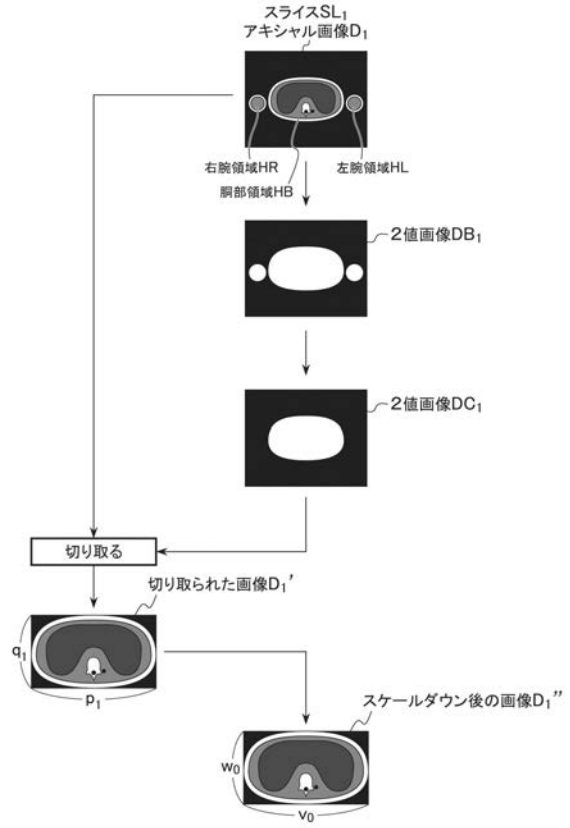 スライスSL₁
アキシャル画像D₁
右腕領域HR
左腕領域HL
胴部領域HB
2値画像DB₁
2値画像DC₁
切り取る
切り取られた画像D₁'
q₁
p₁
スケールダウン後の画像D₁''
w₀
v₀